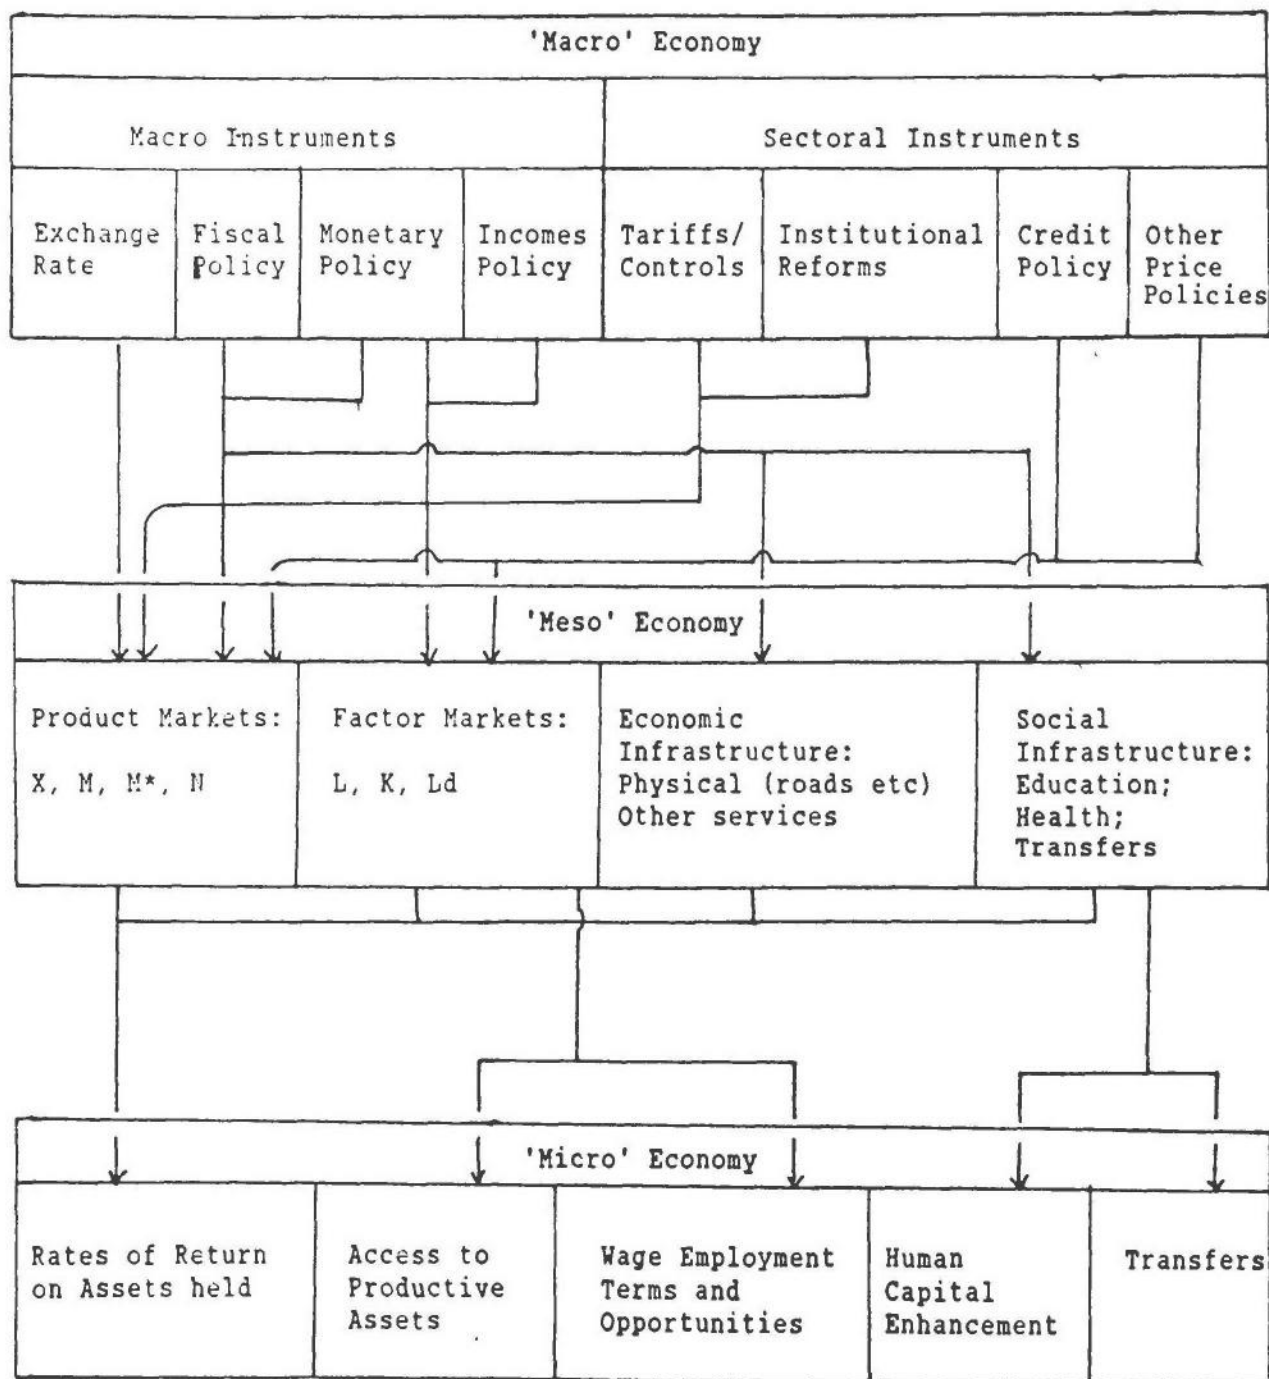 'Macro' Economy
Macro Instruments
Sectoral Instruments
Exchange
Rate
Fiscal
Policy
Monetary
Policy
Incomes
Policy
Tariffs/
Controls
Institutional
Reforms
Credit
Policy
Other
Price
Policies
'Meso' Economy
Product Markets:
X, M, M*, N
Factor Markets:
L, K, Ld
Economic
Infrastructure:
Physical (roads etc)
Other services
Social
Infrastructure:
Education;
Health;
Transfers
'Micro' Economy
Rates of Return
on Assets held
Access to
Productive
Assets
Wage Employment
Terms and
Opportunities
Human
Capital
Enhancement
Transfers